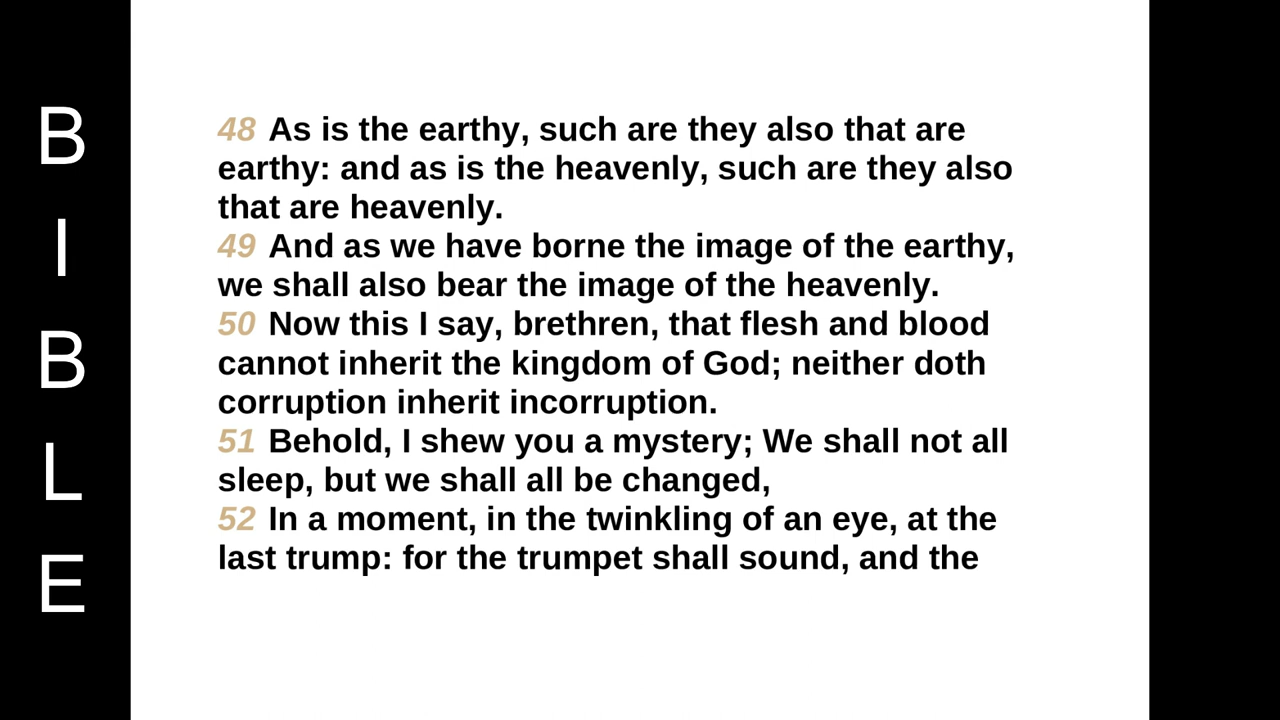 B
I
B
L
E
48 As is the earthy, such are they also that are
earthy: and as is the heavenly, such are they also
that are heavenly.
49 And as we have borne the image of the earthy,
we shall also bear the image of the heavenly.
50 Now this I say, brethren, that flesh and blood
cannot inherit the kingdom of God; neither doth
corruption inherit incorruption.
51 Behold, I shew you a mystery; We shall not all
sleep, but we shall all be changed,
52 In a moment, in the twinkling of an eye, at the
last trump: for the trumpet shall sound, and the